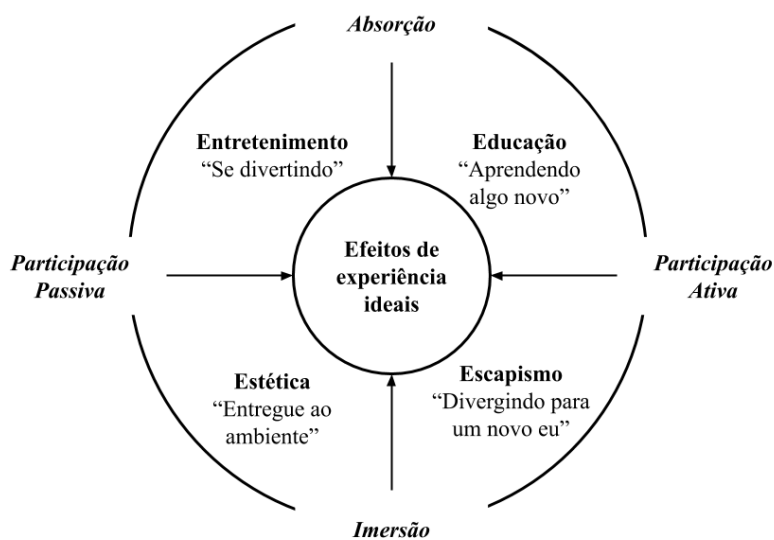 Absorção
Entretenimento
“Se divertindo”
Educação
“Aprendendo
algo novo”
Participação
Passiva
Efeitos de
experiência
ideais
Participação
Ativa
Estética
“Entregue ao
ambiente”
Escapismo
“Divergindo para
um novo eu”
Imersão